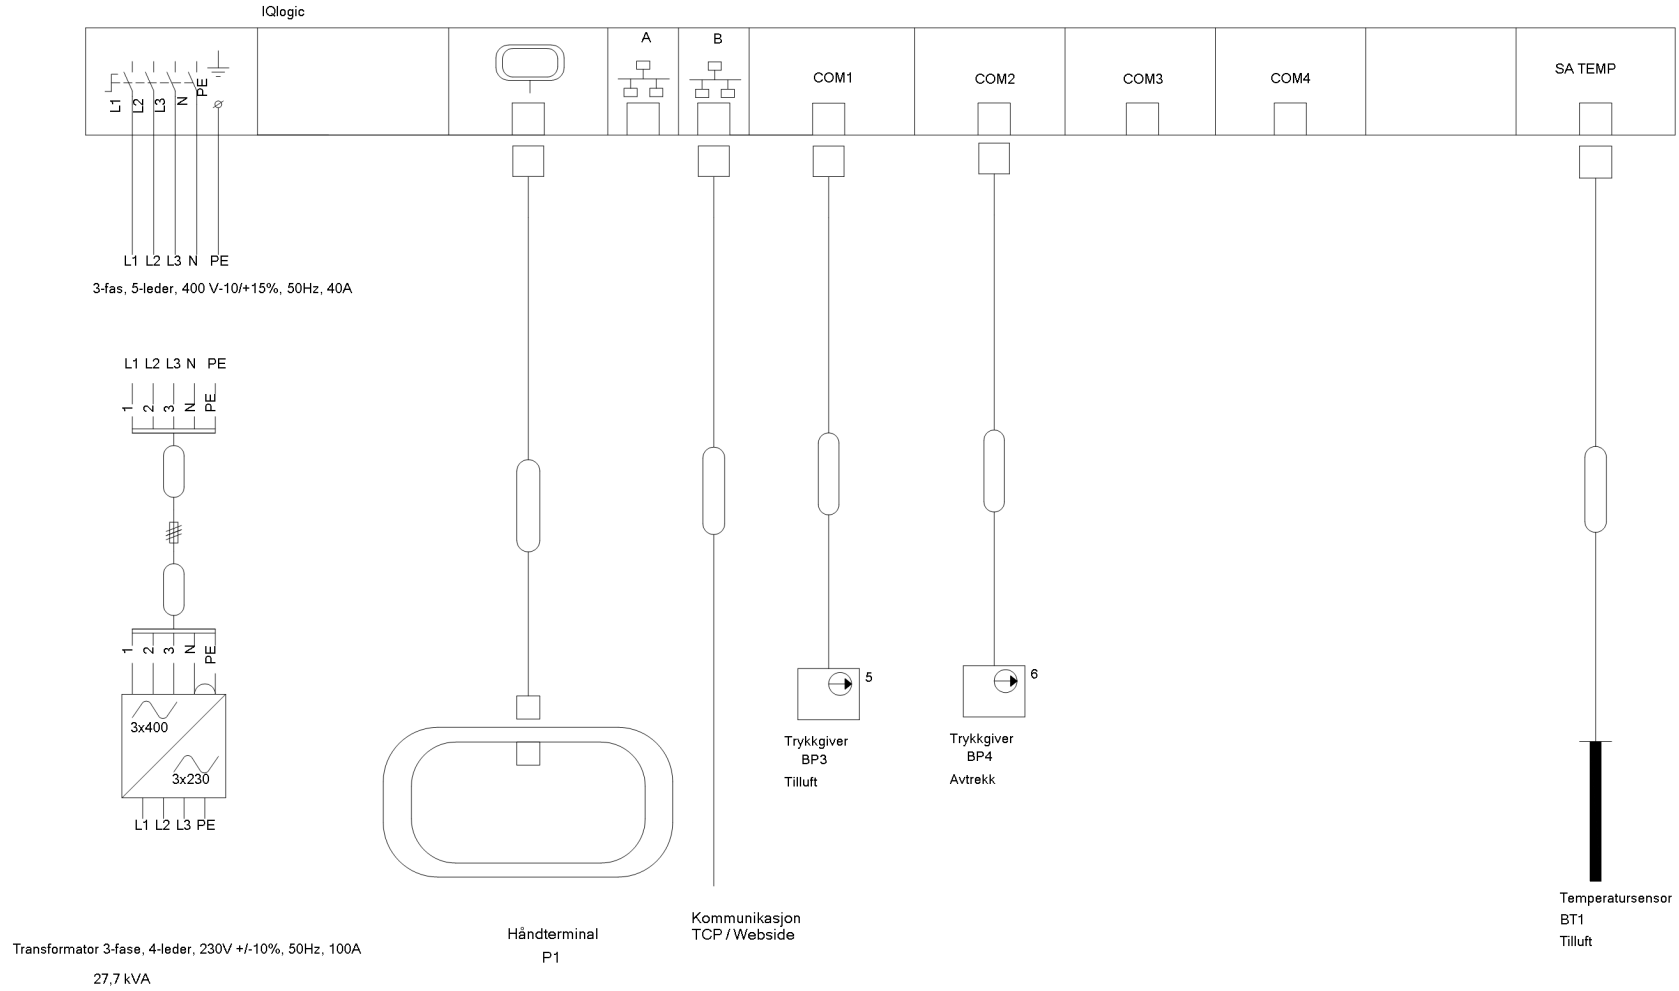 IQlogic
A
B
COM1
COM2
COM3
COM4
SA TEMP
L1 L2 L3 N PE
L1 L2 L3 N PE
3-fas, 5-leder, 400 V-10/+15%, 50Hz, 40A
L1 L2 L3 N PE
1 2 3 N PE
1 2 3 N PE
3x400
3x230
L1 L2 L3 PE
Transformator 3-fase, 4-leder, 230V +/-10%, 50Hz, 100A
27,7 kVA
Håndterminal
P1
Kommunikasjon
TCP / Webside
5
Trykkgiver
BP3
Tilluft
6
Trykkgiver
BP4
Avtrekk
Temperatursensor
BT1
Tilluft